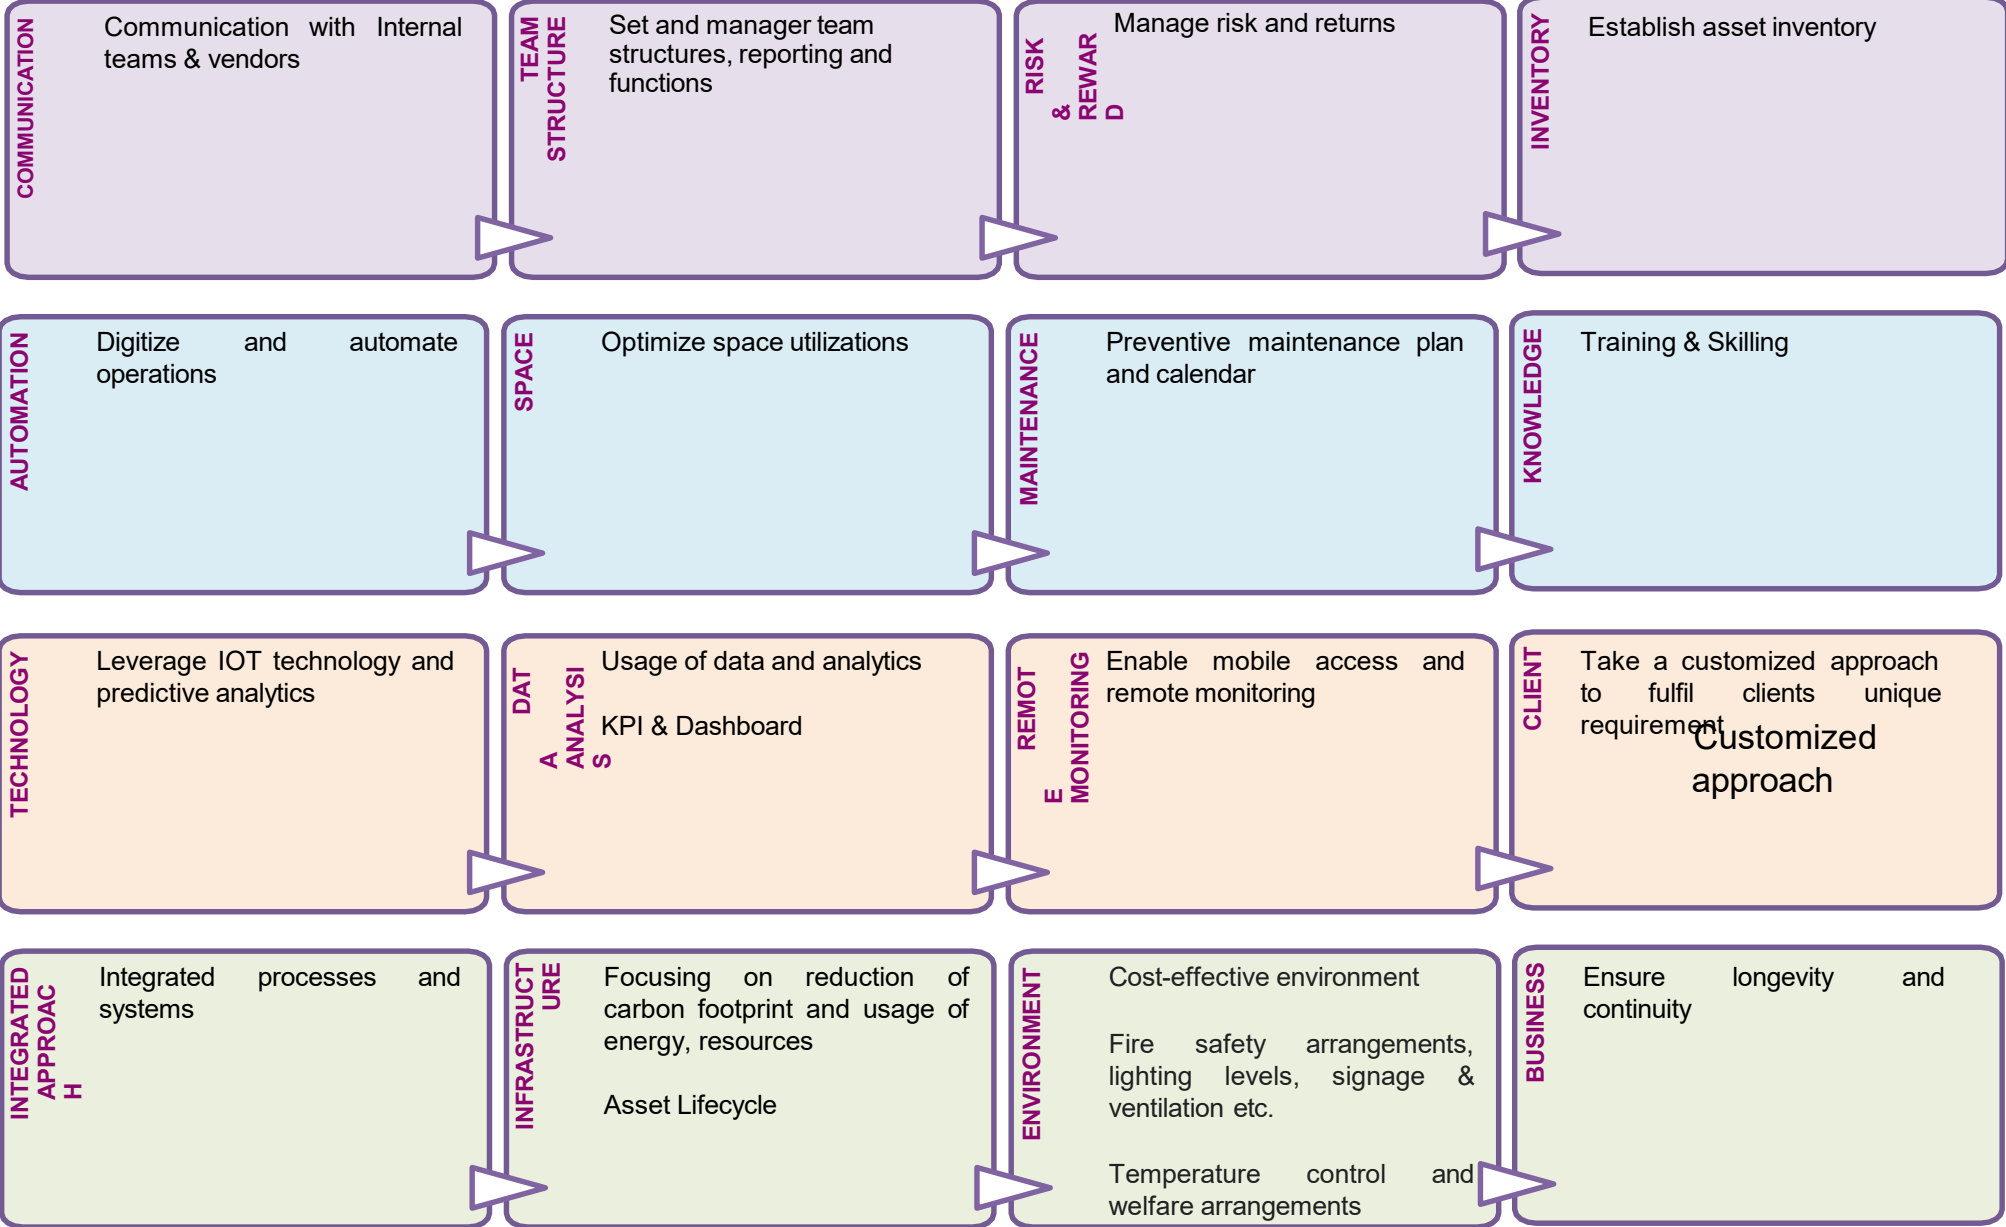 COMMUNICATION
Communication with Internal
teams & vendors
TEAM
STRUCTURE
Set and manager team
structures, reporting and
functions
RISK
&
REWAR
D
Manage risk and returns
INVENTORY
Establish asset inventory
AUTOMATION
Digitize and automate
operations
SPACE
Optimize space utilizations
MAINTENANCE
Preventive maintenance plan
and calendar
KNOWLEDGE
Training & Skilling
TECHNOLOGY
Leverage IOT technology and
predictive analytics
DAT
A
ANALYSI
S
Usage of data and analytics
KPI & Dashboard
REMOT
E
MONITORING
Enable mobile access and
remote monitoring
CLIENT
Take a customized approach
to fulfil clients unique
requirement
Customized
approach
INTEGRATED
APPROAC
H
Integrated processes and
systems
INFRASTRUCT
URE
Focusing on reduction of
carbon footprint and usage of
energy, resources
Asset Lifecycle
ENVIRONMENT
Cost-effective environment
Fire safety arrangements,
lighting levels, signage &
ventilation etc.
Temperature control and
welfare arrangements
BUSINESS
Ensure longevity and
continuity